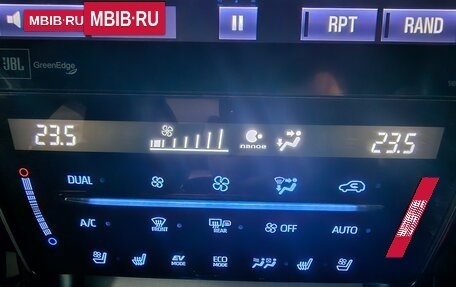 MBIB·RU MBIB·RU RPT RAND
JBL GreenEdge
23.5 nanoe 23.5
DUAL
A/C FRONT REAR OFF AUTO
EV MODE ECO MODE